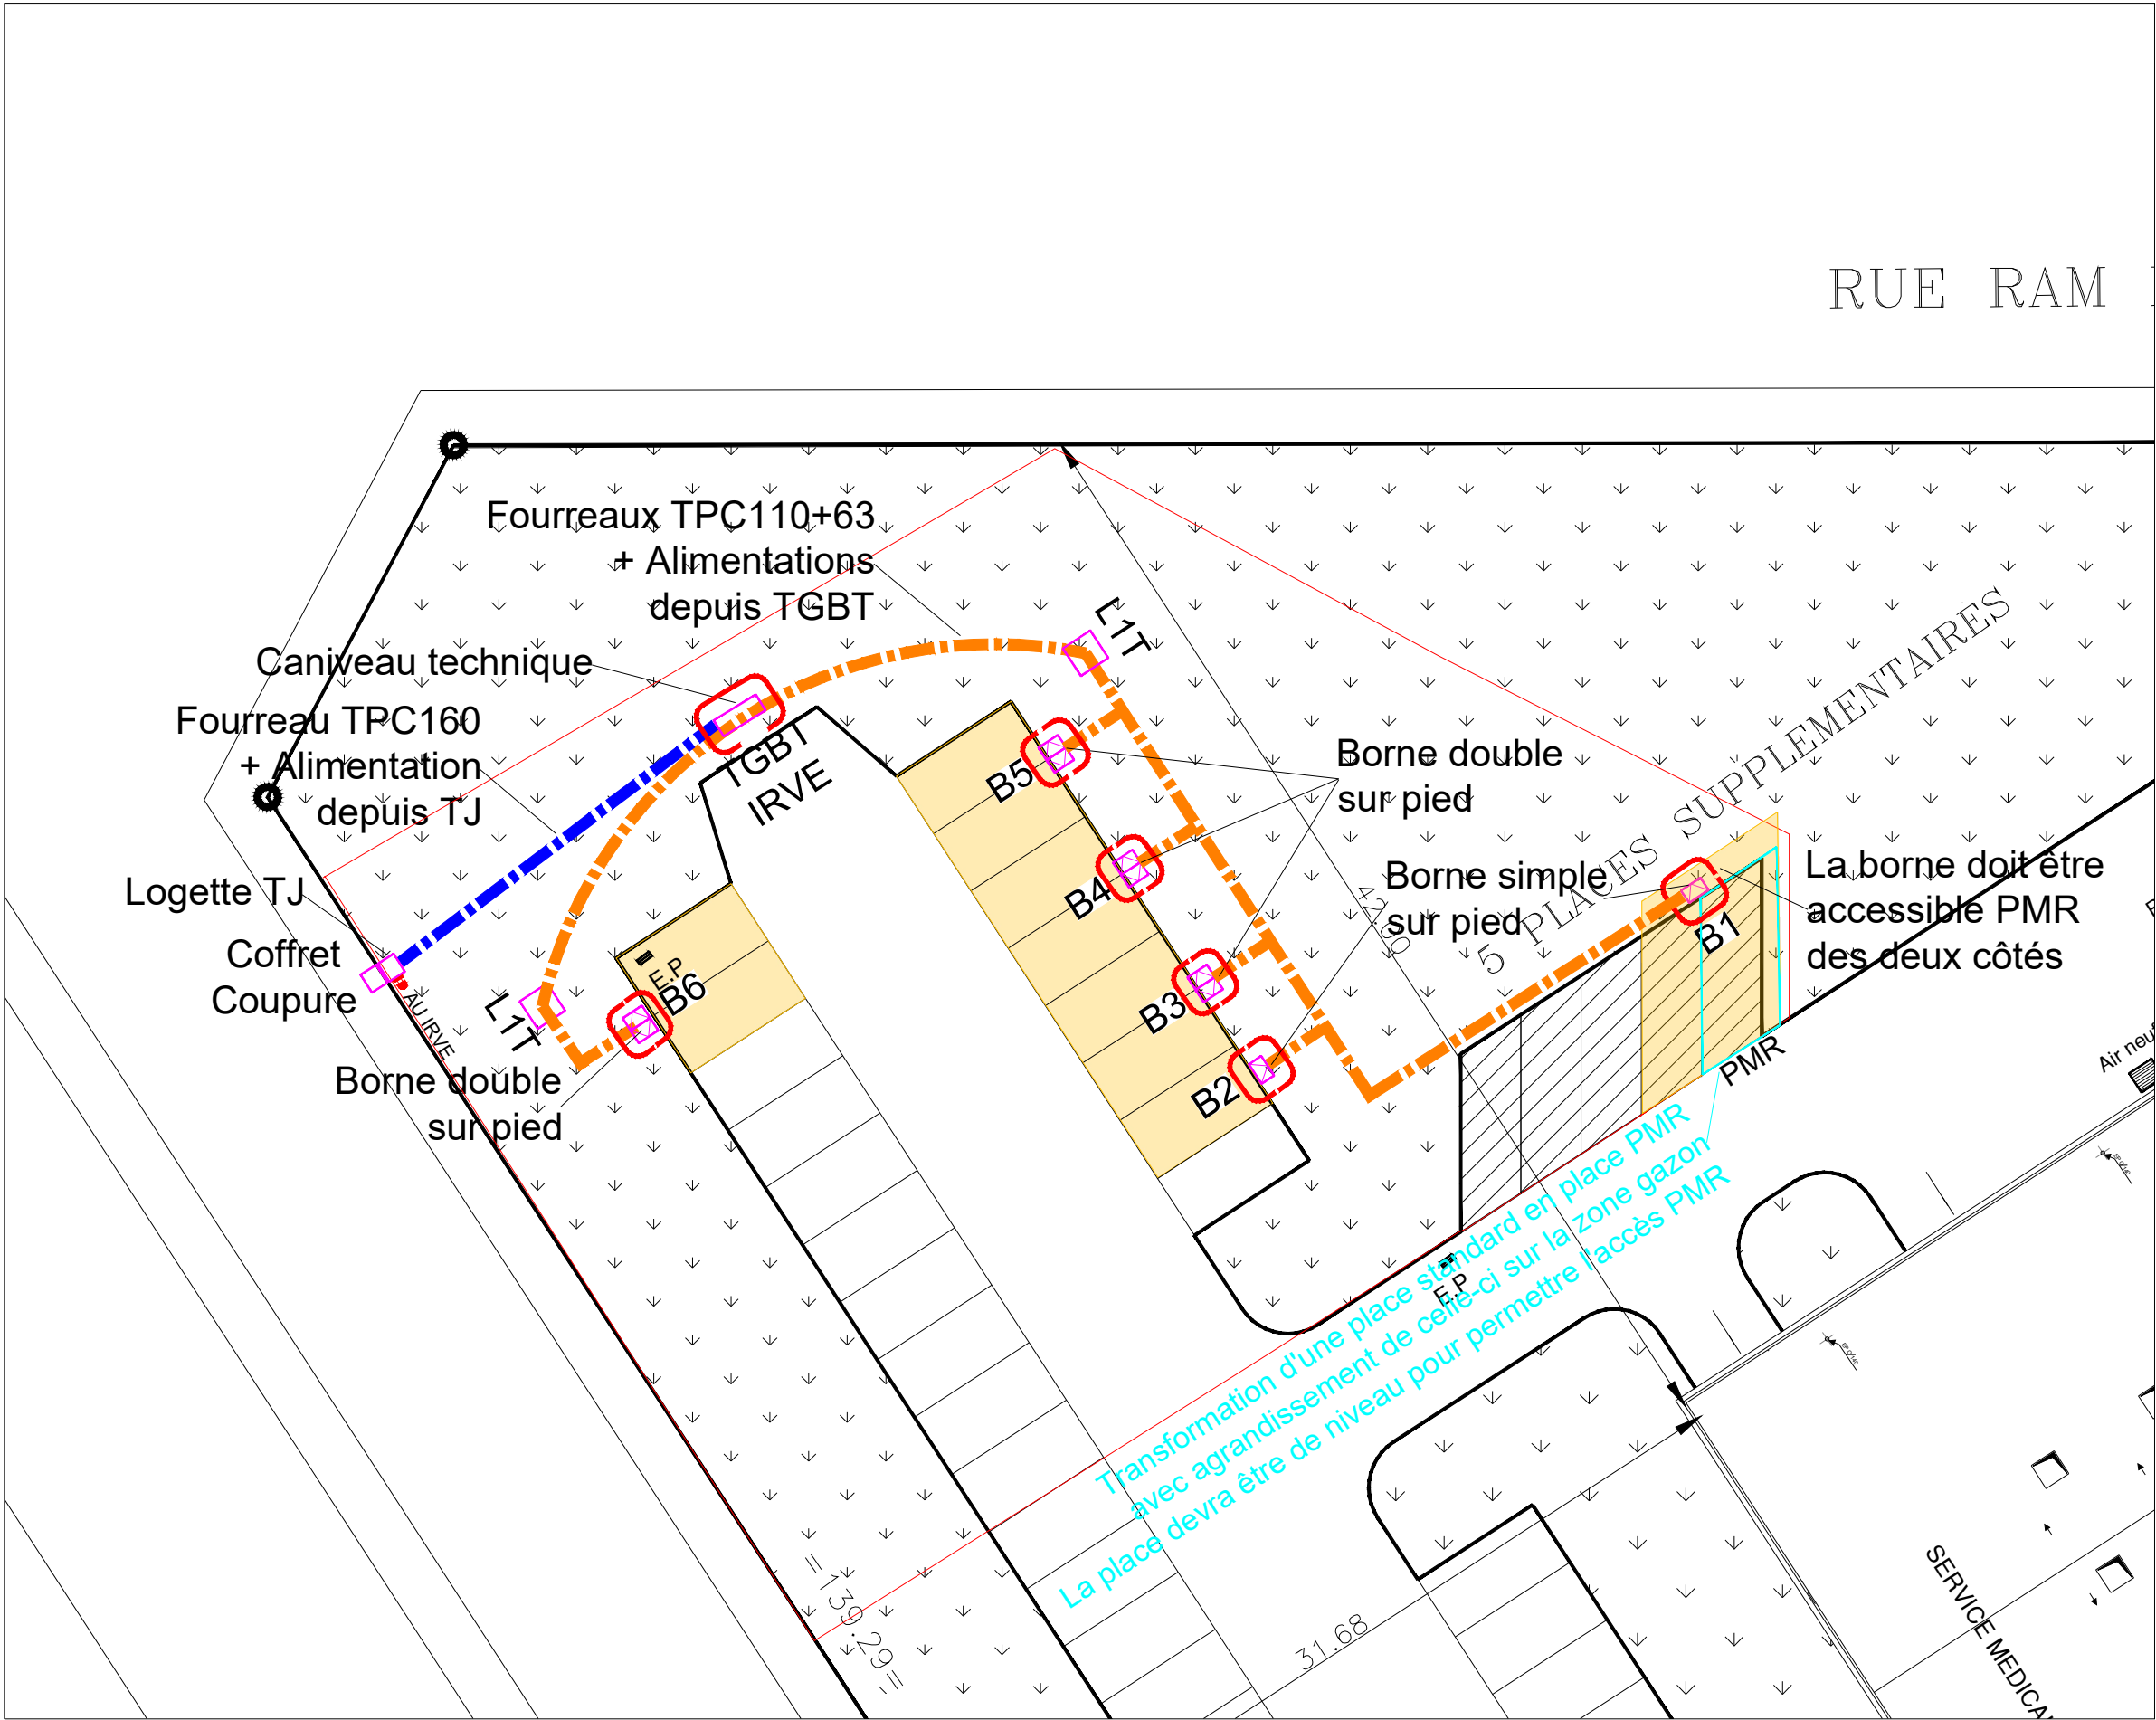 RUE RAM
Fourreaux TPC110+63
+ Alimentations
depuis TGBT
L1T
Caniveau technique
Fourreau TPC160
+ Alimentation
depuis TJ
TGBT
IRVE
Logette TJ
Coffret
Coupure
AU IRVE
L1T
E.P
B6
Borne double
sur pied
B5
B4
B3
B2
Borne double
sur pied
42.90
5 PLACES SUPPLEMENTAIRES
Borne simple
sur pied
B1
La borne doit être
accessible PMR
des deux côtés
PMR
Air neuf
E.P
Transformation d'une place standard en place PMR
avec agrandissement de celle-ci sur la zone gazon
La place devra être de niveau pour permettre l'accès PMR
=139.29=
31.68
SERVICE MEDICA